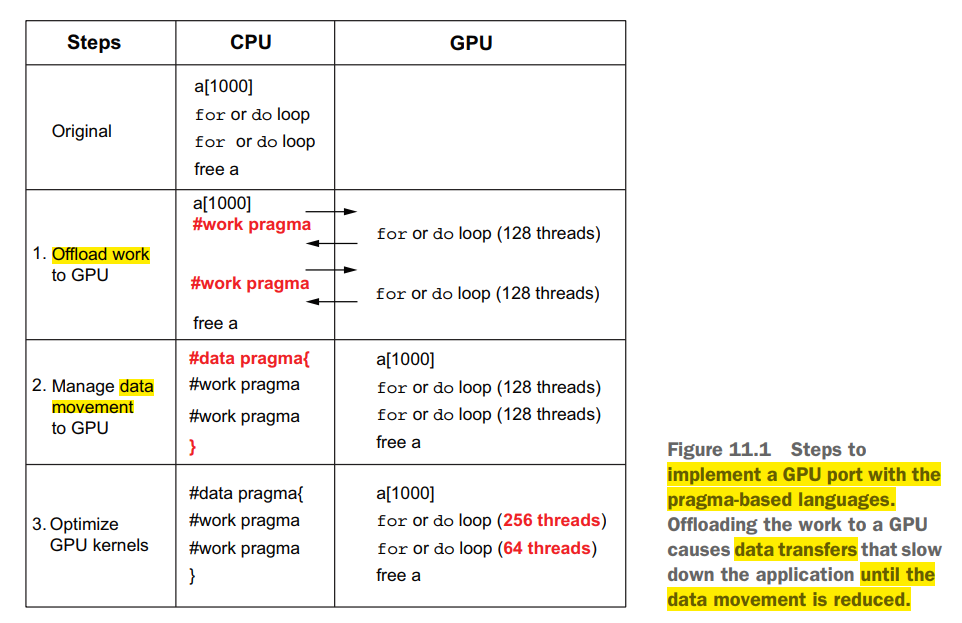 Steps CPU GPU
Original
a[1000]
for or do loop
for or do loop
free a
1. Offload work
to GPU
a[1000]
#work pragma
#work pragma
free a
for or do loop (128 threads)
for or do loop (128 threads)
2. Manage data
movement
to GPU
#data pragma{
#work pragma
#work pragma
}
a[1000]
for or do loop (128 threads)
for or do loop (128 threads)
free a
3. Optimize
GPU kernels
#data pragma{
#work pragma
#work pragma
}
a[1000]
for or do loop (256 threads)
for or do loop (64 threads)
free a
Figure 11.1 Steps to
implement a GPU port with the
pragma-based languages.
Offloading the work to a GPU
causes data transfers that slow
down the application until the
data movement is reduced.